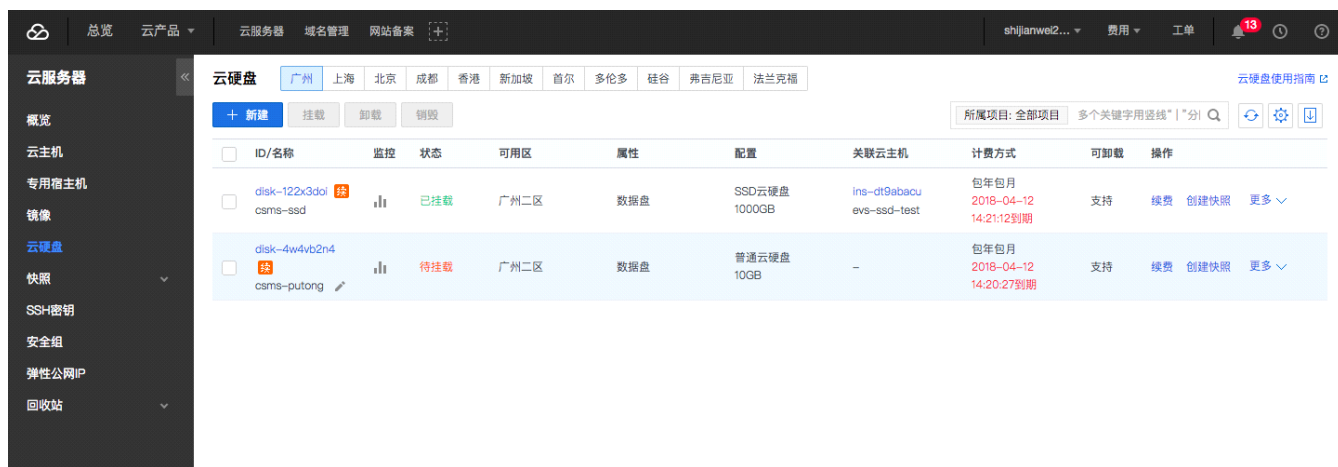 总览 云产品 云服务器 域名管理 网站备案 shijianwei2... 费用 工单 13
云服务器
概览
云主机
专用宿主机
镜像
云硬盘
快照
SSH密钥
安全组
弹性公网IP
回收站
云硬盘 广州 上海 北京 成都 香港 新加坡 首尔 多伦多 硅谷 弗吉尼亚 法兰克福 云硬盘使用指南
+ 新建 挂载 卸载 销毁 所属项目: 全部项目 多个关键字用竖线"|"分
ID/名称 监控 状态 可用区 属性 配置 关联云主机 计费方式 可卸载 操作
disk-122x3doi 续
csms-ssd
已挂载 广州二区 数据盘
SSD云硬盘
1000GB
ins-dt9abacu
evs-ssd-test
包年包月
2018-04-12
14:21:12到期
支持 续费 创建快照 更多
disk-4w4vb2n4
续
csms-putong
待挂载 广州二区 数据盘
普通云硬盘
10GB
-
包年包月
2018-04-12
14:20:27到期
支持 续费 创建快照 更多